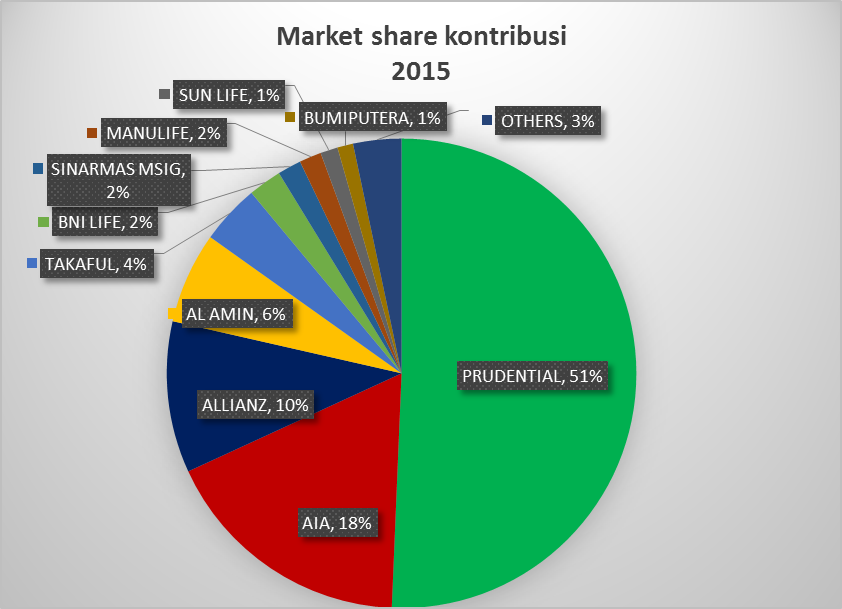 Market share kontribusi
2015
SUN LIFE, 1%
BUMIPUTERA, 1%
OTHERS, 3%
MANULIFE, 2%
SINARMAS MSIG,
2%
BNI LIFE, 2%
TAKAFUL, 4%
AL AMIN, 6%
PRUDENTIAL, 51%
ALLIANZ, 10%
AIA, 18%